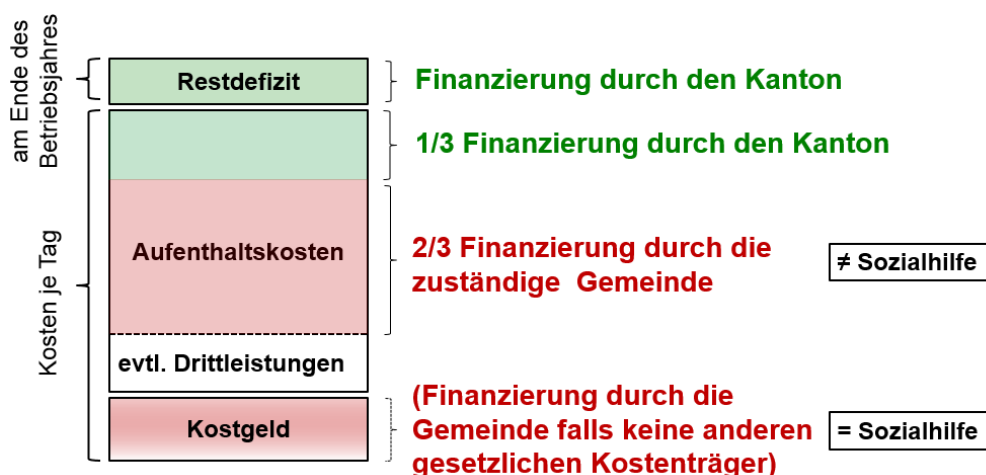 am Ende des
Betriebsjahres
Restdefizit
Finanzierung durch den Kanton
1/3 Finanzierung durch den Kanton
Kosten je Tag
Aufenthaltskosten
2/3 Finanzierung durch die
zuständige Gemeinde
≠ Sozialhilfe
evtl. Drittleistungen
Kostgeld
(Finanzierung durch die
Gemeinde falls keine anderen
gesetzlichen Kostenträger)
= Sozialhilfe